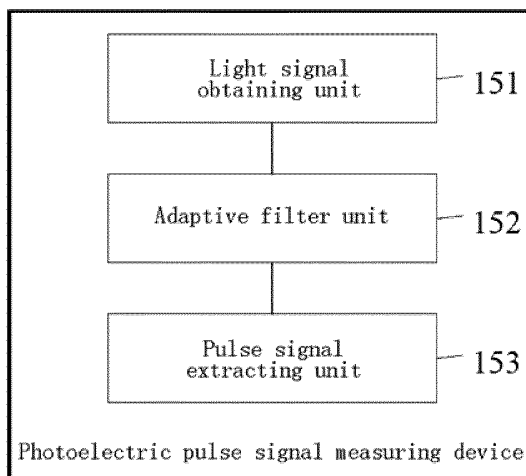 Light signal
obtaining unit
151
Adaptive filter unit
152
Pulse signal
extracting unit
153
Photoelectric pulse signal measuring device